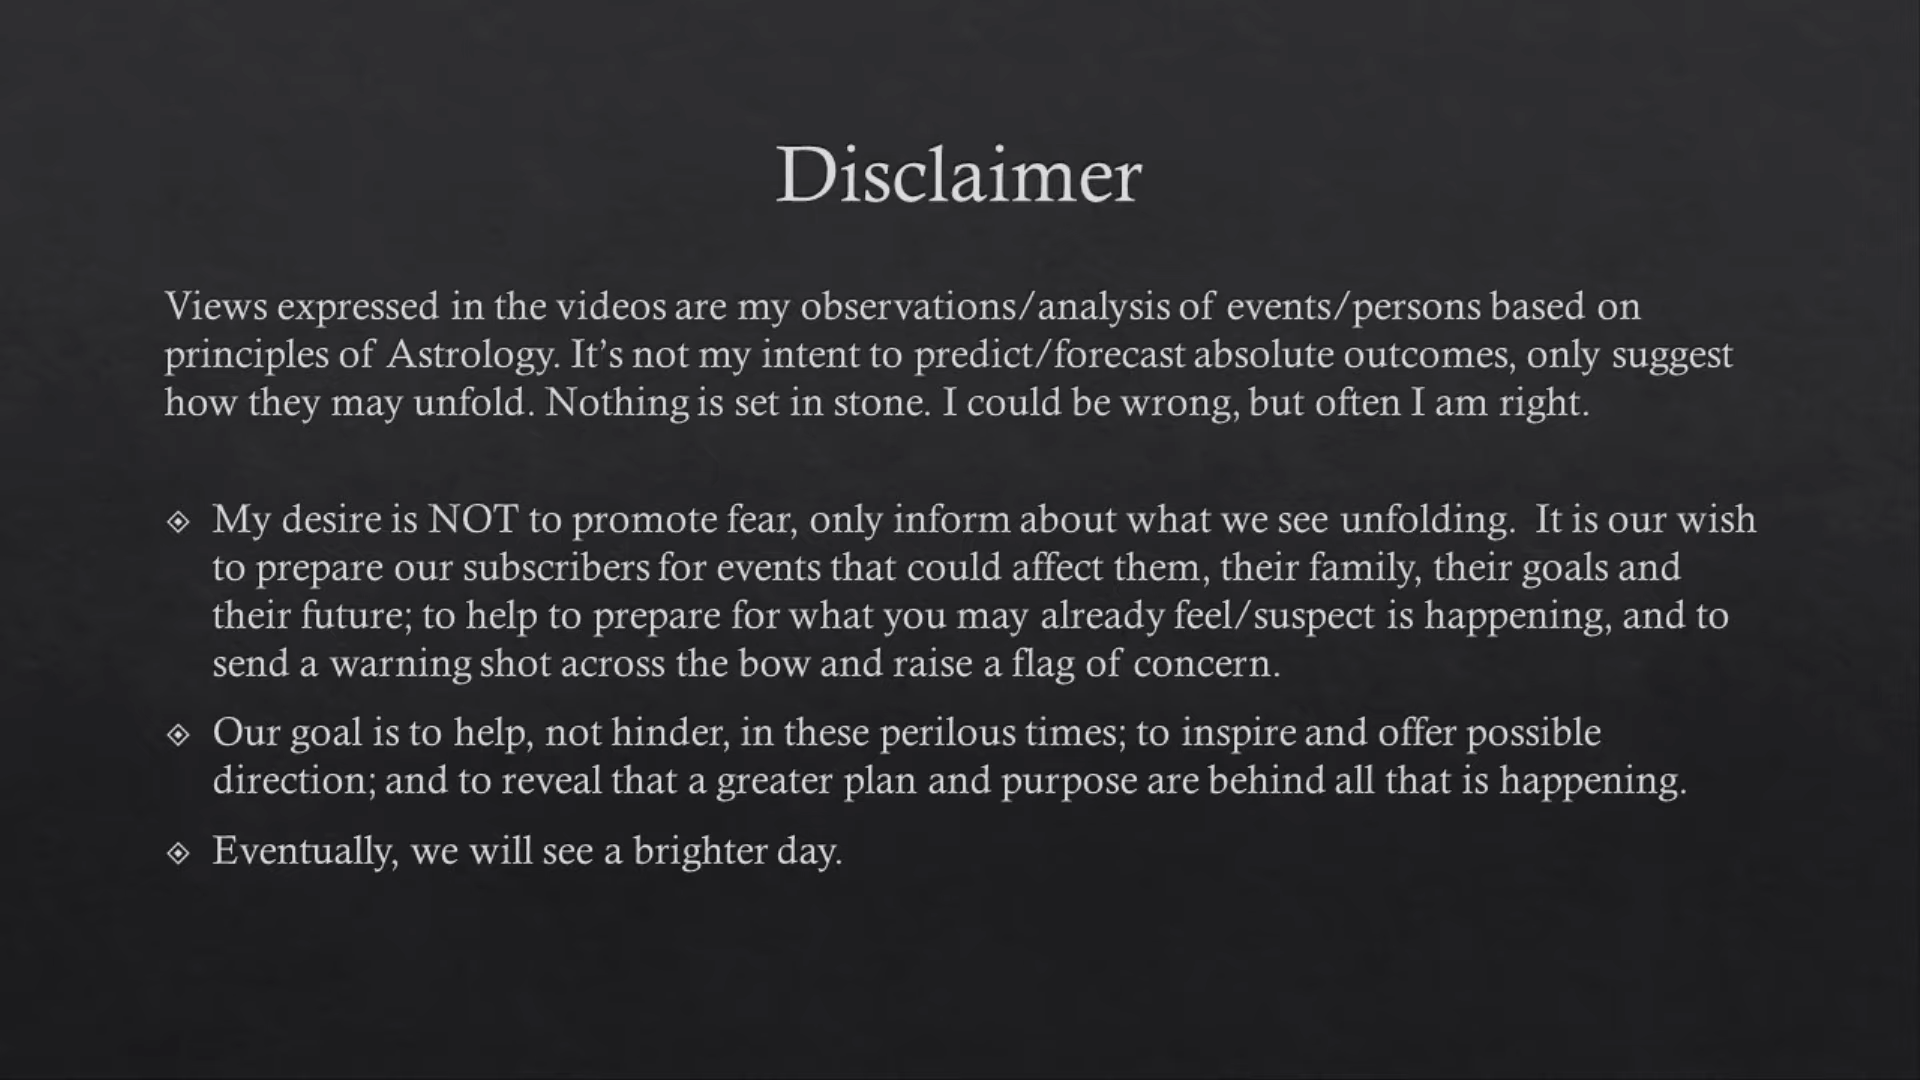 Disclaimer
Views expressed in the videos are my observations/analysis of events/persons based on
principles of Astrology. It’s not my intent to predict/forecast absolute outcomes, only suggest
how they may unfold. Nothing is set in stone. I could be wrong, but often I am right.
My desire is NOT to promote fear, only inform about what we see unfolding.  It is our wish
to prepare our subscribers for events that could affect them, their family, their goals and
their future; to help to prepare for what you may already feel/suspect is happening, and to
send a warning shot across the bow and raise a flag of concern.
Our goal is to help, not hinder, in these perilous times; to inspire and offer possible
direction; and to reveal that a greater plan and purpose are behind all that is happening.
Eventually, we will see a brighter day.